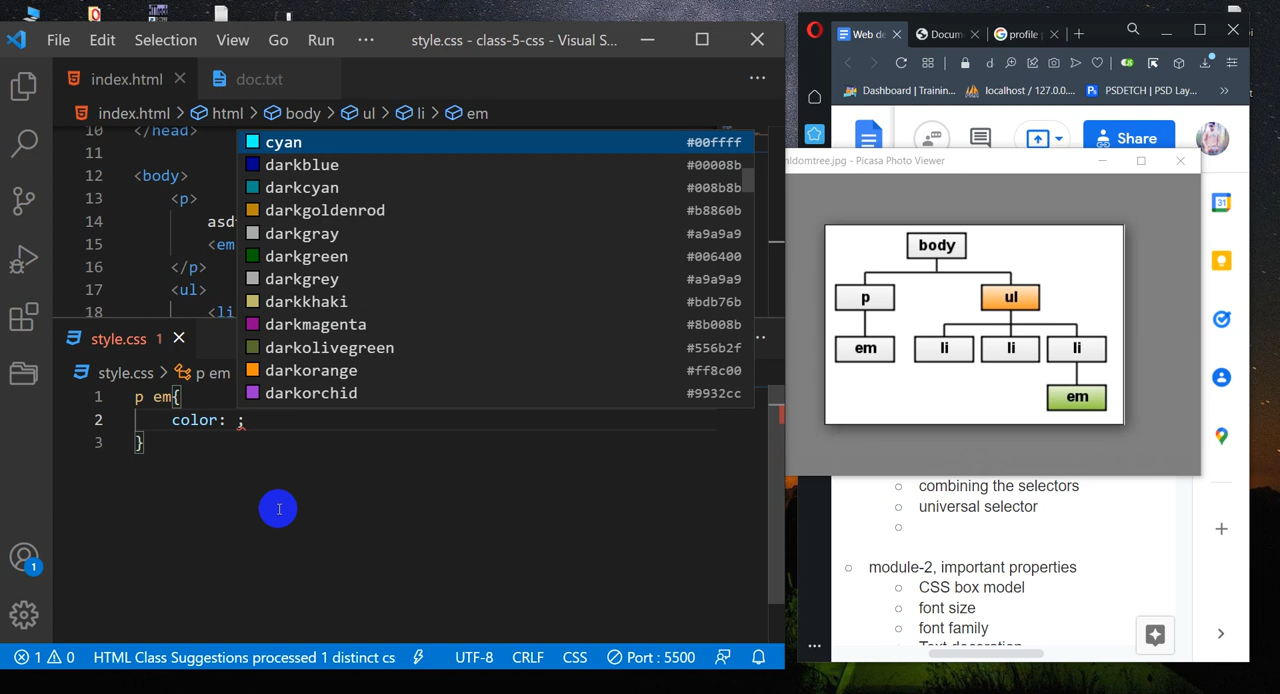 File Edit Selection View Go Run ··· style.css - class-5-css - Visual S...
index.html
doc.txt
index.html > html > body > ul > li > em
10 </head>
11
12 <body>
13 <p>
14 asd
15 <em
16 </p>
17 <ul>
18 <li
cyan #00ffff
darkblue #00008b
darkcyan #008b8b
darkgoldenrod #b8860b
darkgray #a9a9a9
darkgreen #006400
darkgrey #a9a9a9
darkkhaki #bdb76b
darkmagenta #8b008b
darkolivegreen #556b2f
darkorange #ff8c00
darkorchid #9932cc
style.css 1
style.css > p em
1 p em{
2 color: ;
3 }
1
1 0 HTML Class Suggestions processed 1 distinct cs UTF-8 CRLF CSS Port : 5500
Web de
Docum
profile
Dashboard | Trainin...
localhost / 127.0.0....
PSDETCH | PSD Lay...
Share
31
ldomtree.jpg - Picasa Photo Viewer
body
p ul
em li li li
em
combining the selectors
universal selector
module-2, important properties
CSS box model
font size
font family
Text decoration